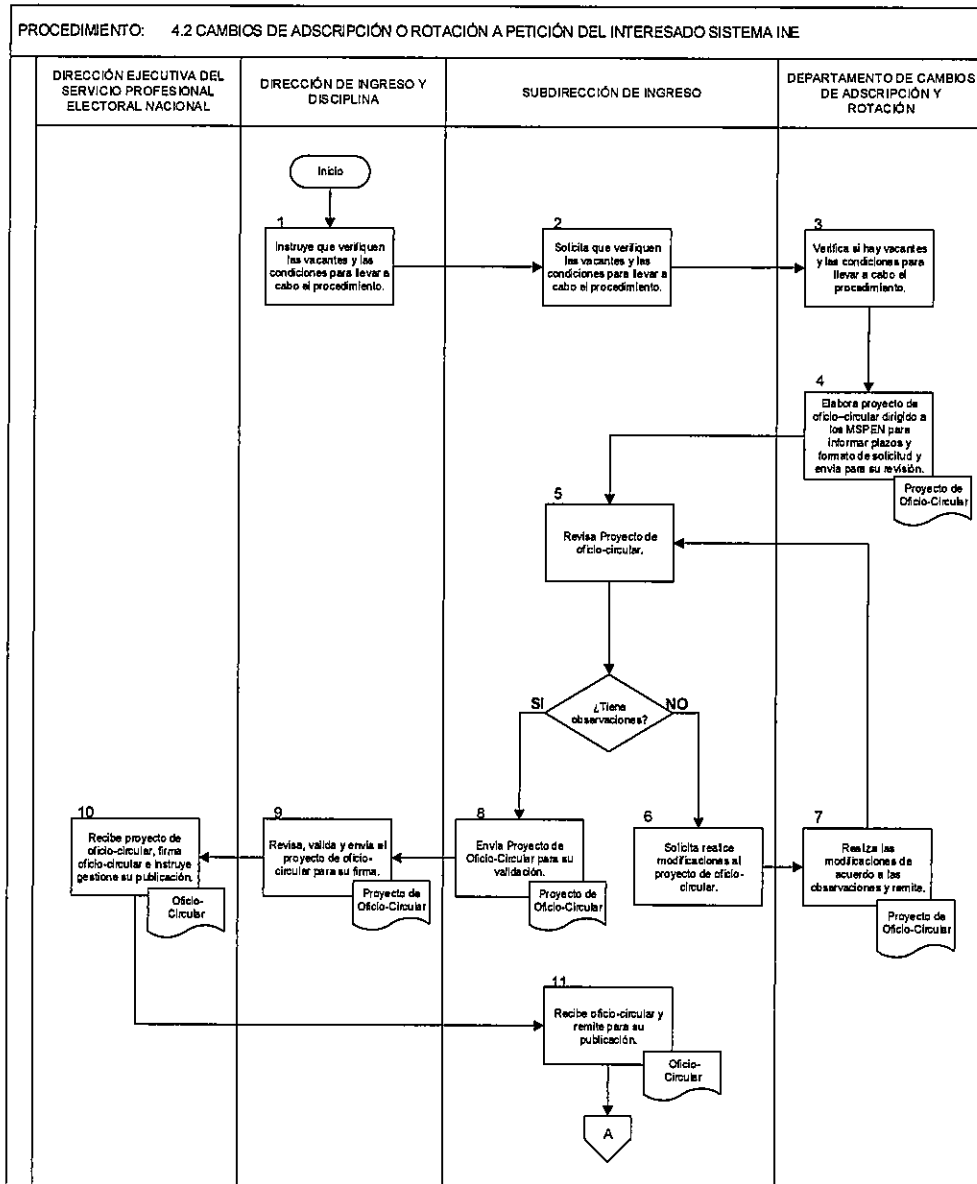 PROCEDIMIENTO: 4.2 CAMBIOS DE ADSCRIPCIÓN O ROTACIÓN A PETICIÓN DEL INTERESADO SISTEMA INE
DIRECCIÓN EJECUTIVA DEL
SERVICIO PROFESIONAL
ELECTORAL NACIONAL
DIRECCIÓN DE INGRESO Y
DISCIPLINA
SUBDIRECCIÓN DE INGRESO
DEPARTAMENTO DE CAMBIOS
DE ADSCRIPCIÓN Y
ROTACIÓN
Inicio
1
Instruye que verifiquen
las vacantes y las
condiciones para llevar a
cabo el procedimiento.
2
Solicita que verifiquen
las vacantes y las
condiciones para llevar a
cabo el procedimiento.
3
Verifica si hay vacantes
y las condiciones para
llevar a cabo el
procedimiento.
4
Elabora proyecto de
oficio–circular dirigido a
los MSPEN para
informar plazos y
formato de solicitud y
envía para su revisión.
Proyecto de
Oficio-Circular
5
Revisa Proyecto de
oficio-circular.
¿Tiene
observaciones?
SI
NO
10
Recibe proyecto de
oficio-circular, firma
oficio-circular e instruye
gestione su publicación.
Oficio-
Circular
9
Revisa, valida y envía el
proyecto de oficio-
circular para su firma.
Proyecto de
Oficio-Circular
8
Envía Proyecto de
Oficio-Circular para su
validación.
Proyecto de
Oficio-Circular
6
Solicita realice
modificaciones al
proyecto de oficio-
circular.
7
Realiza las
modificaciones de
acuerdo a las
observaciones y remite.
Proyecto de
Oficio-Circular
11
Recibe oficio-circular y
remite para su
publicación.
Oficio-
Circular
A